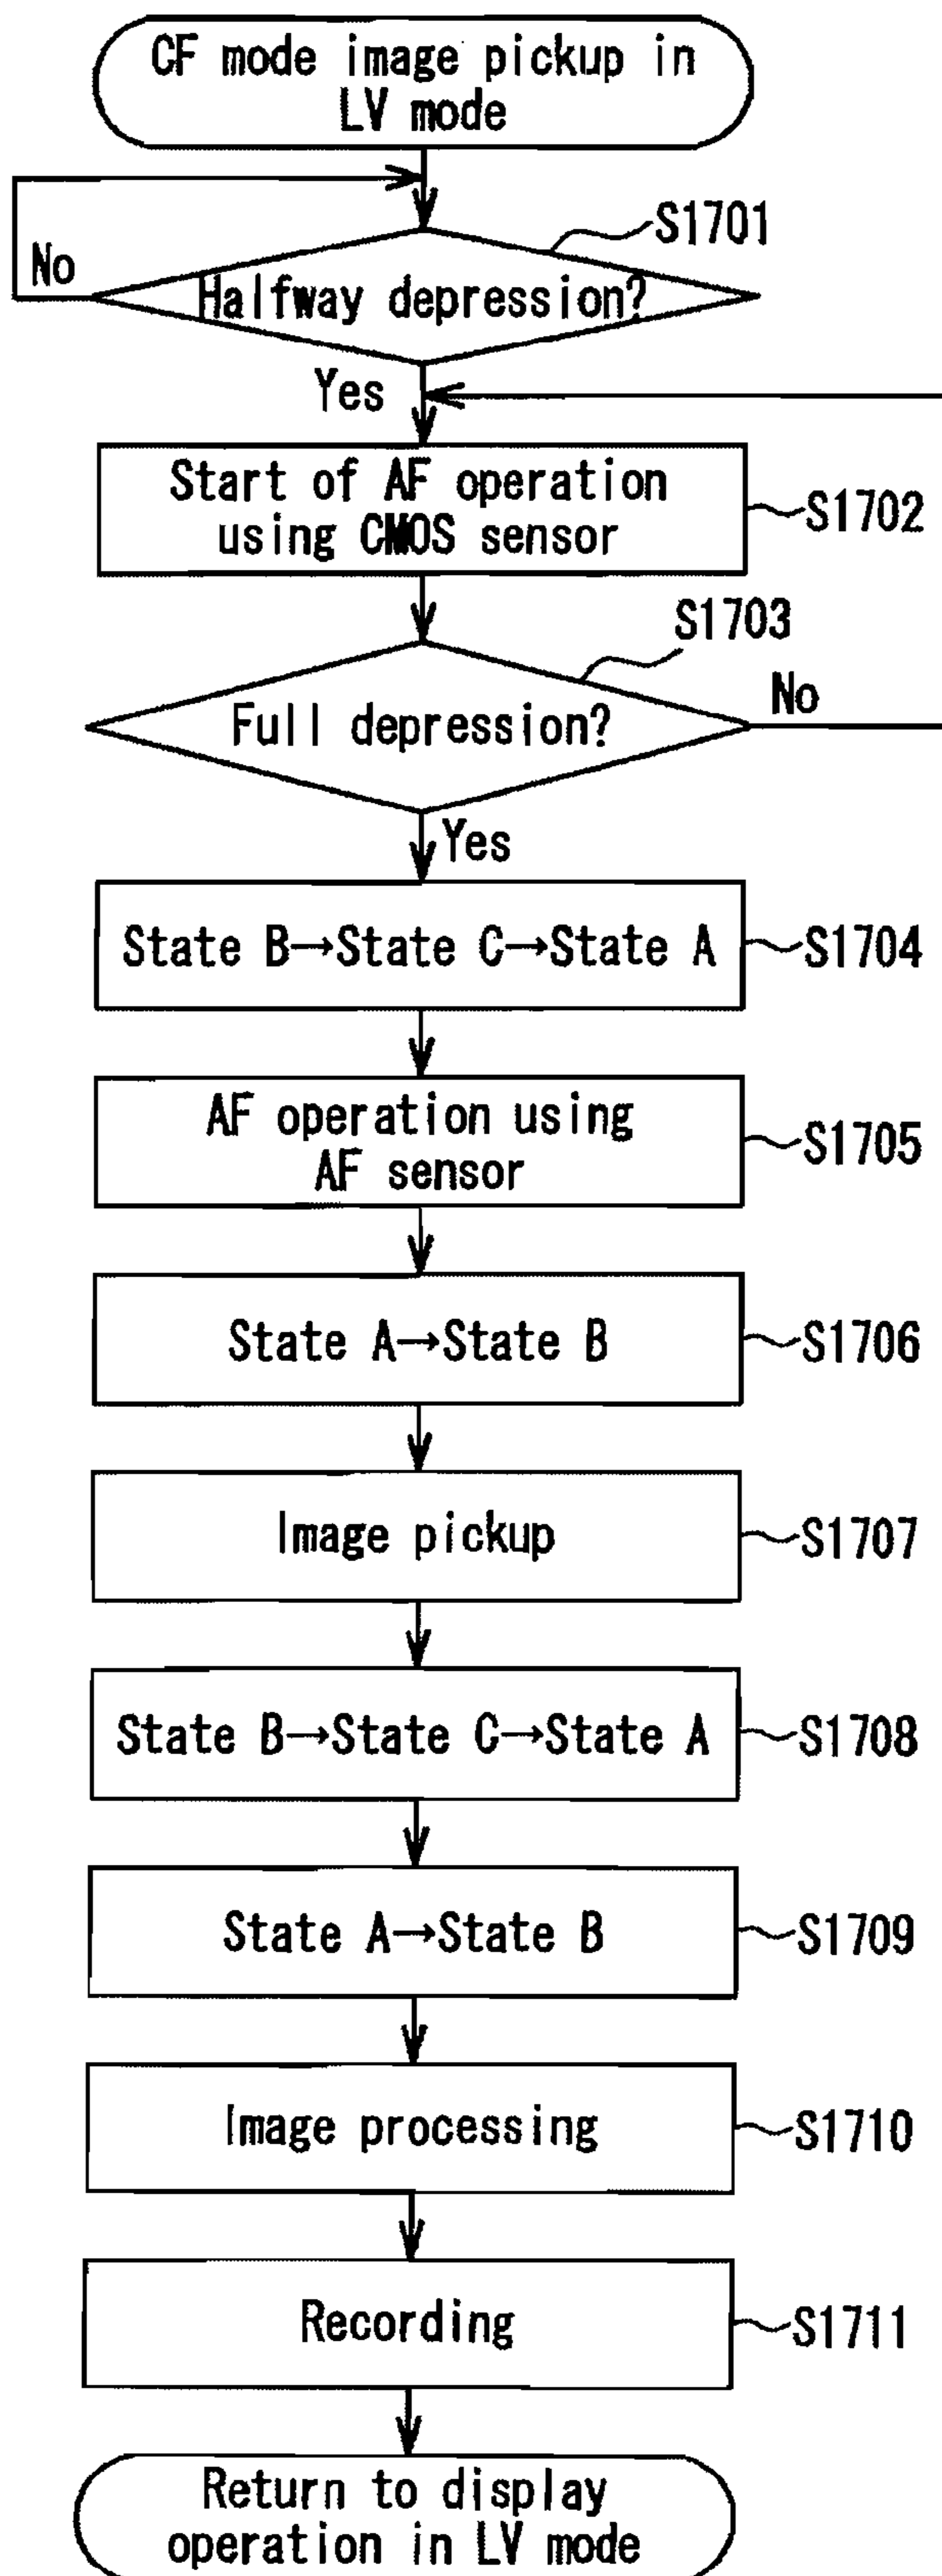 CF mode image pickup in
LV mode
S1701
No
Halfway depression?
Yes
Start of AF operation
using CMOS sensor
S1702
S1703
No
Full depression?
Yes
State B→State C→State A
S1704
AF operation using
AF sensor
S1705
State A→State B
S1706
Image pickup
S1707
State B→State C→State A
S1708
State A→State B
S1709
Image processing
S1710
Recording
S1711
Return to display
operation in LV mode